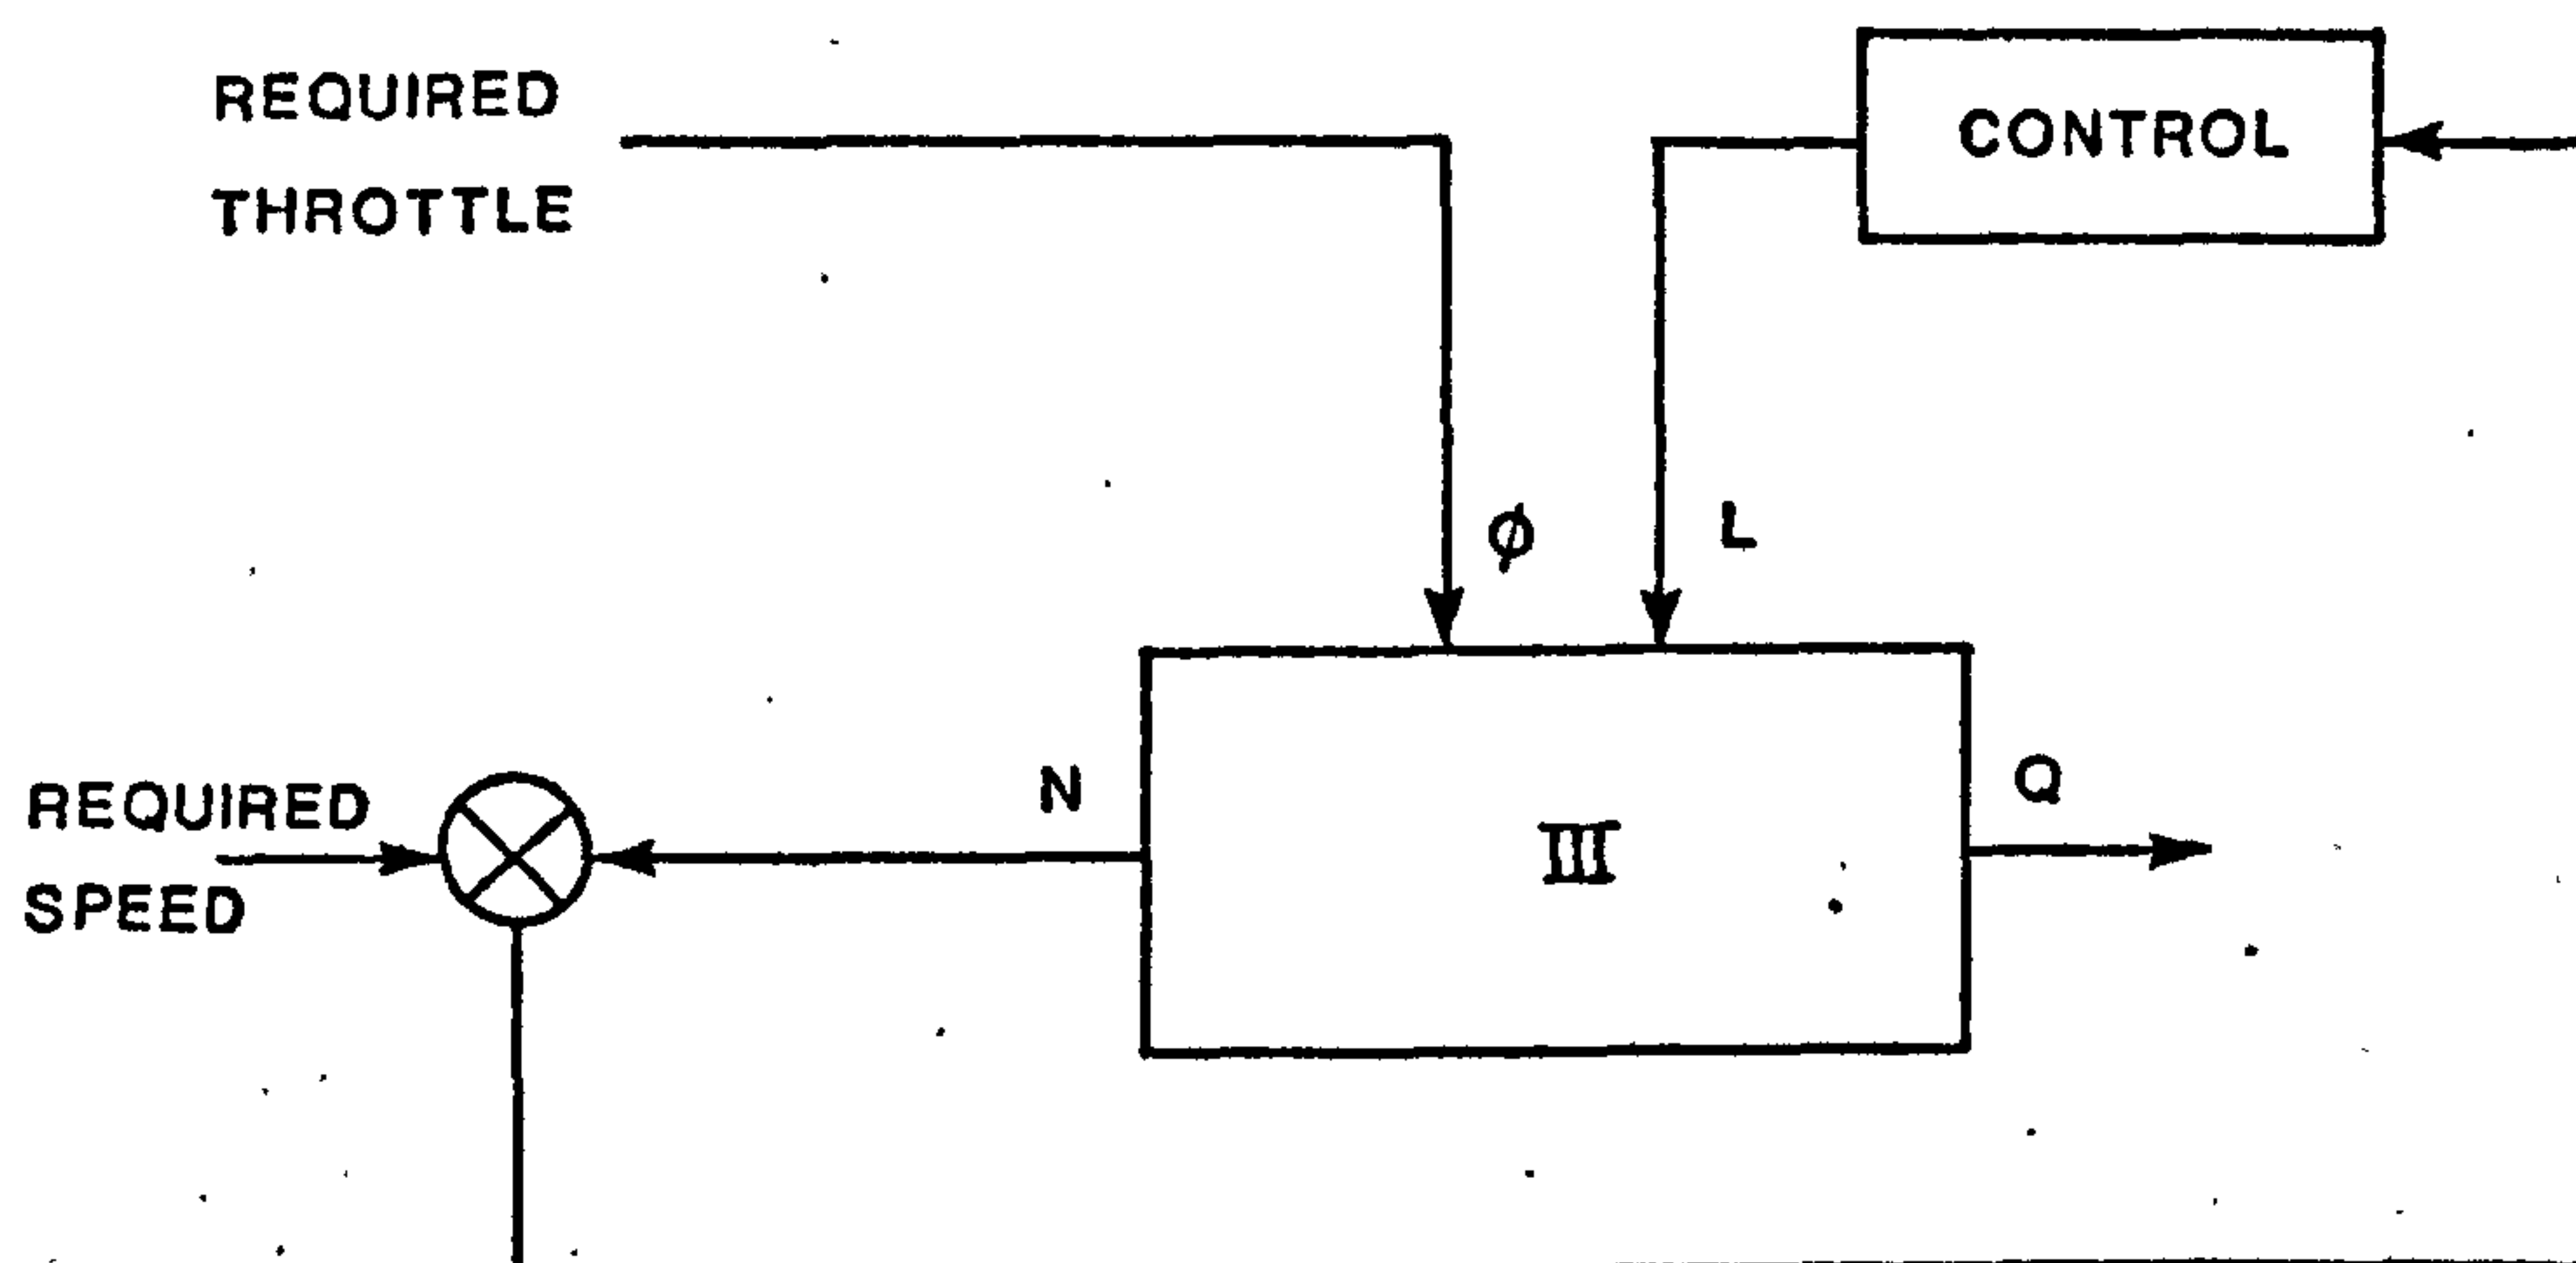 REQUIRED
THROTTLE
CONTROL
φ
L
REQUIRED
SPEED
N
III
Q